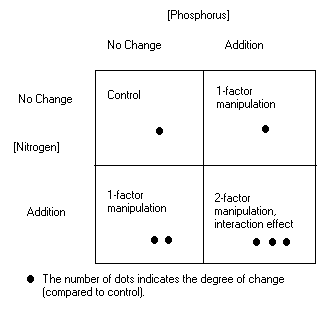 [Phosphorus]
No Change
Addition
No Change
Control
1-factor
manipulation
[Nitrogen]
Addition
1-factor
manipulation
2-factor
manipulation,
interaction effect
The number of dots indicates the degree of change
(compared to control).